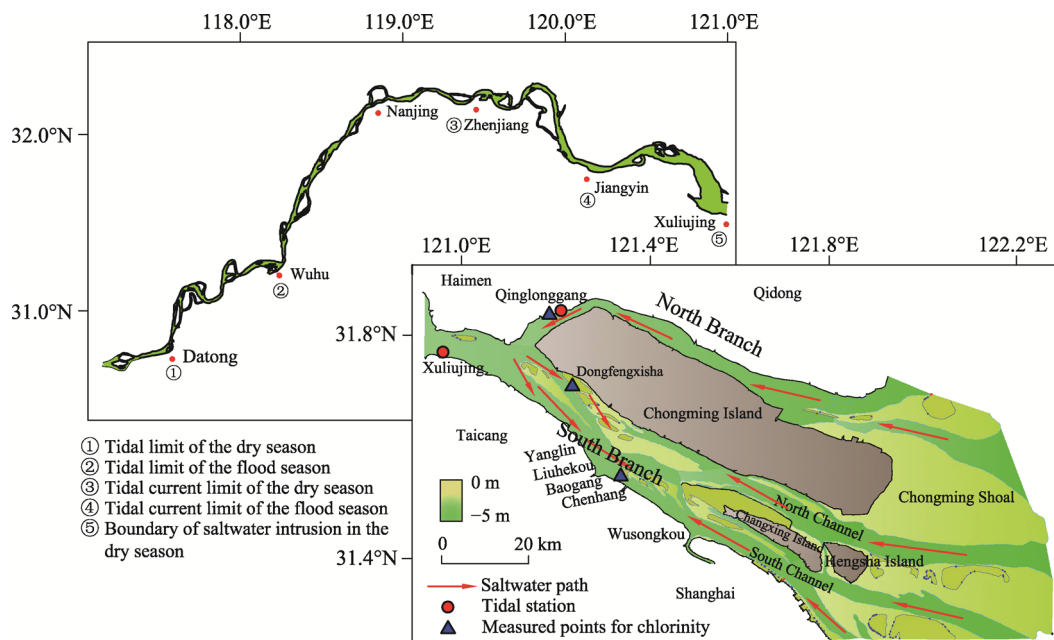 118.0°E
119.0°E
120.0°E
121.0°E
32.0°N
31.0°N
Nanjing
③ Zhenjiang
Jiangyin
④
Xuliujing
⑤
Wuhu
②
Datong
①
121.0°E
121.4°E
121.8°E
122.2°E
31.8°N
31.4°N
Haimen
Qinglonggang
Qidong
North Branch
Xuliujing
Dongfengxisha
Chongming Island
Taicang
South Branch
Yanglin
Liuhekou
Baogang
Chenhang
Chongming Shoal
North Channel
Changxing Island
Hengsha Island
Wusongkou
South Channel
Shanghai
0 m
−5 m
0
20 km
Saltwater path
Tidal station
Measured points for chlorinity
① Tidal limit of the dry season
② Tidal limit of the flood season
③ Tidal current limit of the dry season
④ Tidal current limit of the flood season
⑤ Boundary of saltwater intrusion in the
dry season